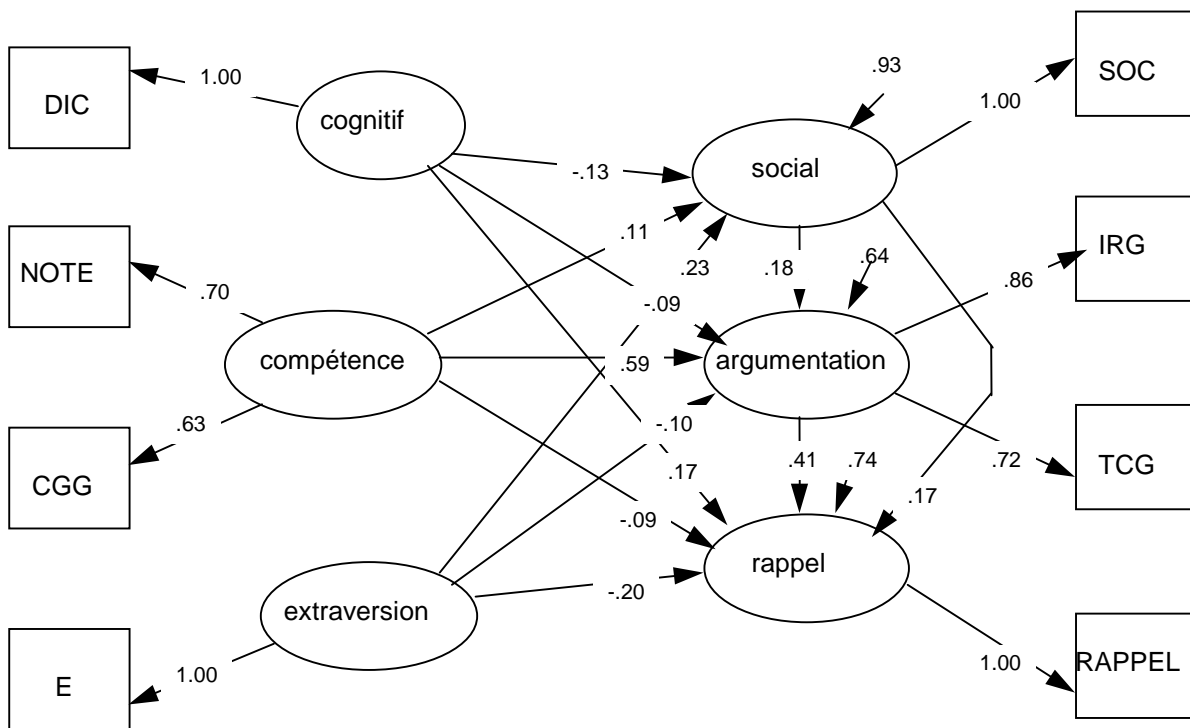 .93
SOC
1.00
DIC
1.00
cognitif
social
-.13
.11
.23
.18
.64
IRG
.86
NOTE
.70
-.09
compétence
.59
argumentation
.63
-.10
CGG
.17
.41
.74
.72
TCG
.17
-.09
rappel
extraversion
-.20
1.00
E
1.00
RAPPEL